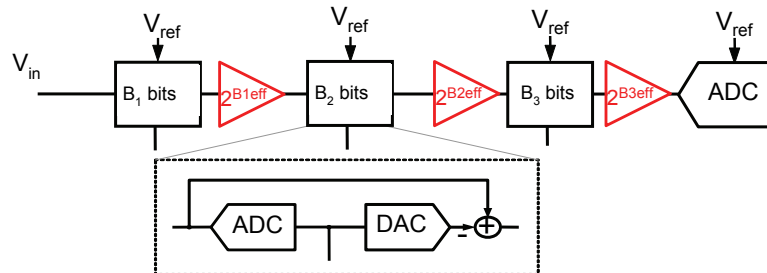 V_ref
V_ref
V_ref
V_ref
V_in
B_1 bits
2^B1eff
B_2 bits
2^B2eff
B_3 bits
2^B3eff
ADC
ADC
DAC
-
+